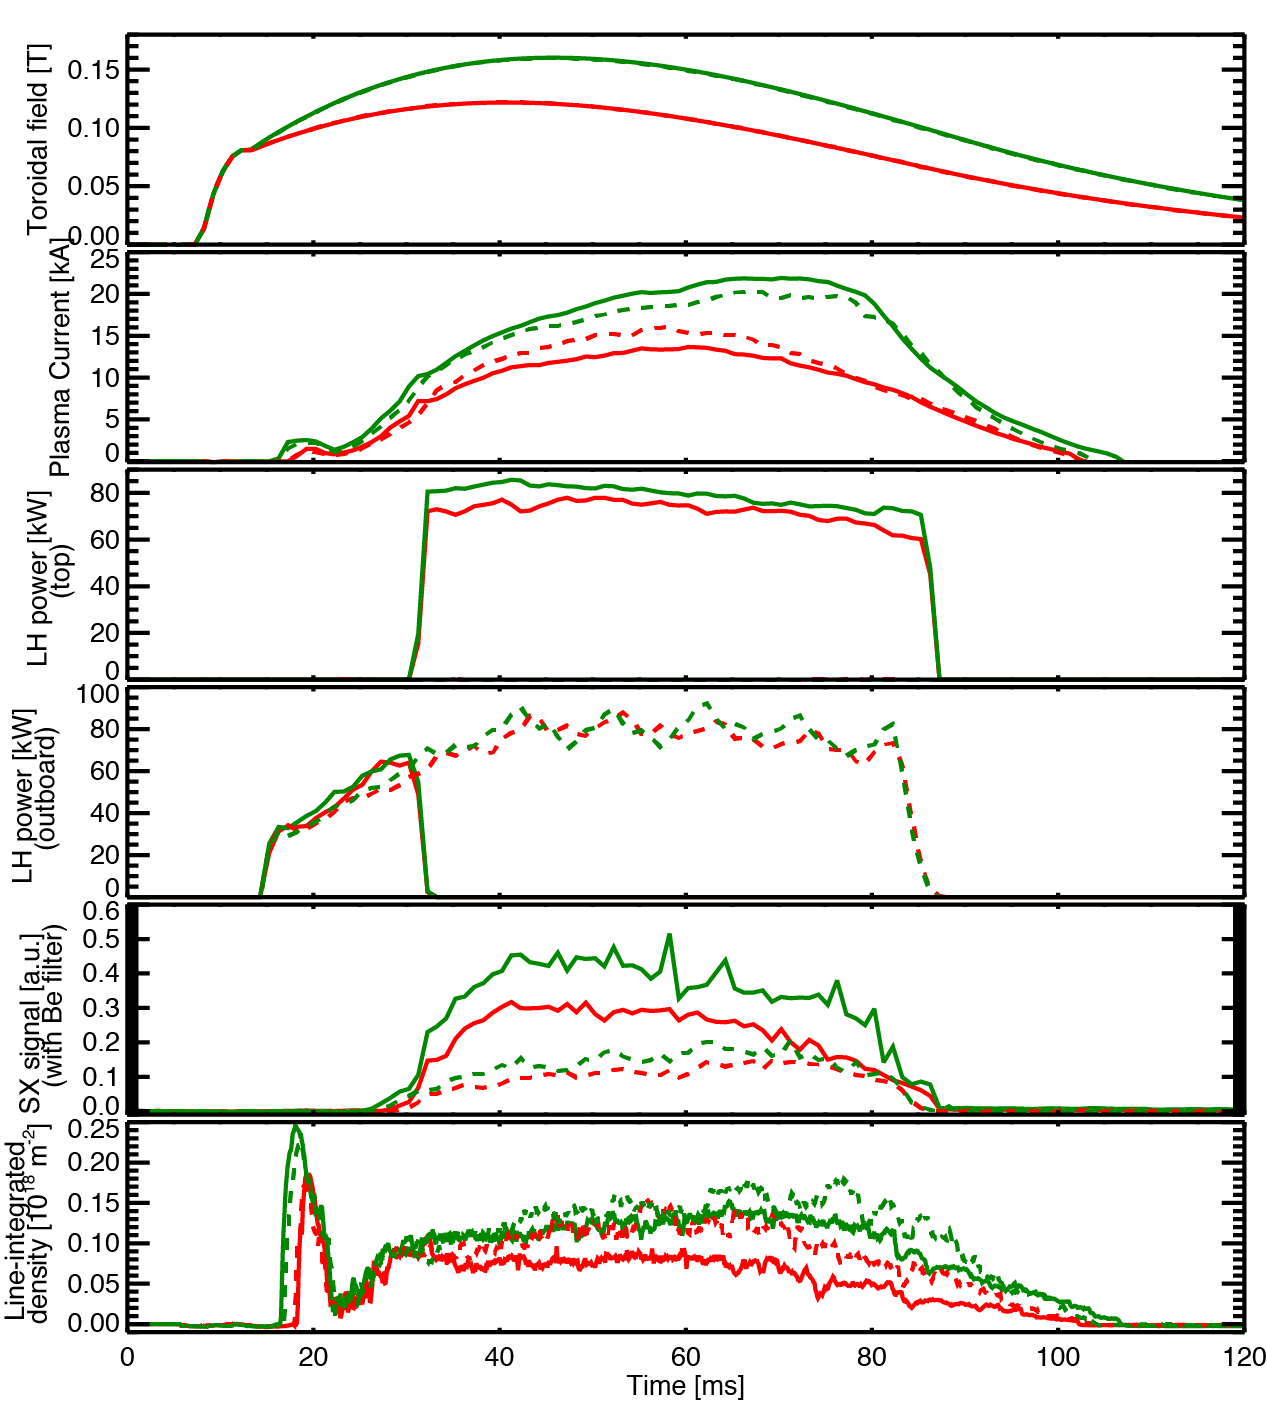 Toroidal field [T]
0.15
0.10
0.05
0.00
Plasma Current [kA]
25
20
15
10
5
0
LH power [kW]
(top)
80
60
40
20
0
LH power [kW]
(outboard)
100
80
60
40
20
0
SX signal [a.u.]
(with Be filter)
0.6
0.5
0.4
0.3
0.2
0.1
0.0
Line-integrated
density [10¹⁸ m⁻²]
0.25
0.20
0.15
0.10
0.05
0.00
0 20 40 60 80 100 120
Time [ms]